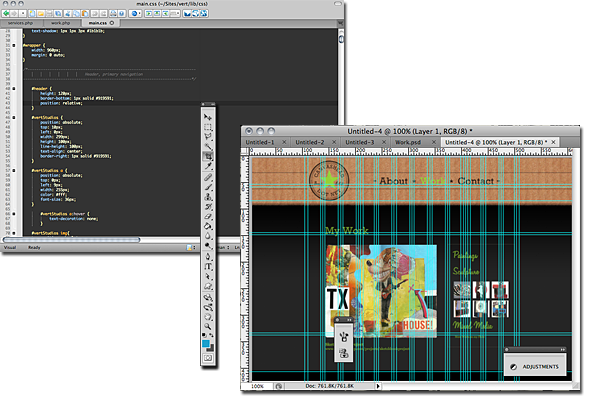 main.css (~/Sites/vert/lib/css)
services.php
work.php
main.css
text-shadow: 1px 1px 3px #1b1b1b;
}
#wrapper {
width: 960px;
margin: 0 auto;
}
Header, primary navigation
#header {
height: 120px;
border-bottom: 1px solid #919591;
position: relative;
}
#vertStudios {
position: absolute;
top: 10px;
left: 0px;
width: 299px;
height: 100px;
line-height: 100px;
text-align: center;
border-right: 1px solid #919591;
}
#vertStudios a {
position: absolute;
top: 0px;
left: 9px;
width: 255px;
color: #fff;
font-size: 36px;
}
#vertStudios a:hover {
text-decoration: none;
}
#vertStudios img{
Visual
Ready
Untitled-4 @ 100% (Layer 1, RGB/8) *
Untitled-1
Untitled-2
Untitled-3
Work.psd
Untitled-4 @ 100% (Layer 1, RGB/8) *
About
Work
Contact
My Work
Paintings
Sculpture
TX
HOUSE!
Mixed Media
ADJUSTMENTS
100%
Doc: 761.8K/761.8K